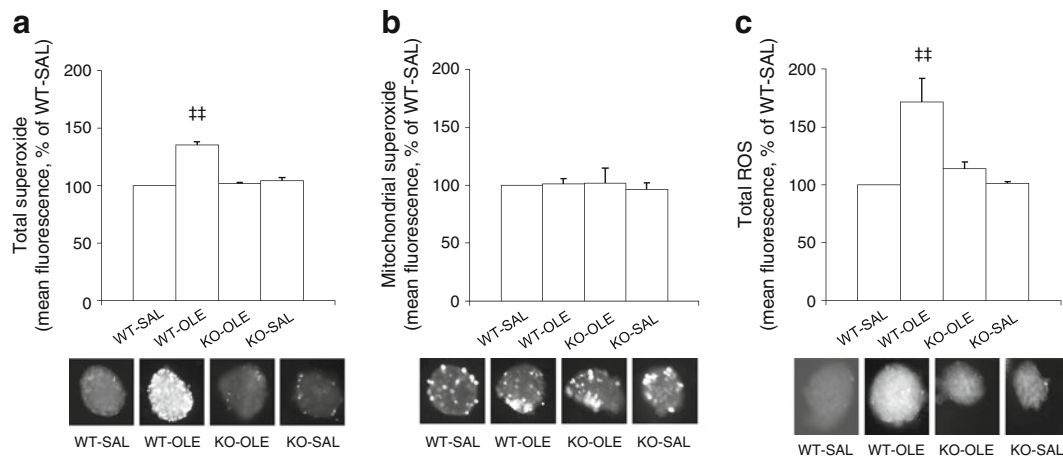 a
Total superoxide
(mean fluorescence, % of WT-SAL)
200
150
100
50
0
‡‡
WT-SAL
WT-OLE
KO-OLE
KO-SAL
WT-SAL
WT-OLE
KO-OLE
KO-SAL
b
Mitochondrial superoxide
(mean fluorescence, % of WT-SAL)
200
150
100
50
0
WT-SAL
WT-OLE
KO-OLE
KO-SAL
WT-SAL
WT-OLE
KO-OLE
KO-SAL
c
Total ROS
(mean fluorescence, % of WT-SAL)
200
150
100
50
0
‡‡
WT-SAL
WT-OLE
KO-OLE
KO-SAL
WT-SAL
WT-OLE
KO-OLE
KO-SAL